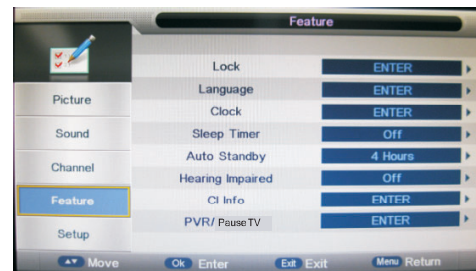 Feature
Lock ENTER
Language ENTER
Picture
Clock ENTER
Sound
Sleep Timer Off
Auto Standby 4 Hours
Channel
Hearing Impaired Off
Feature
CI Info ENTER
PVR/ Pause TV ENTER
Setup
Move Ok Enter Exit Exit Menu Return